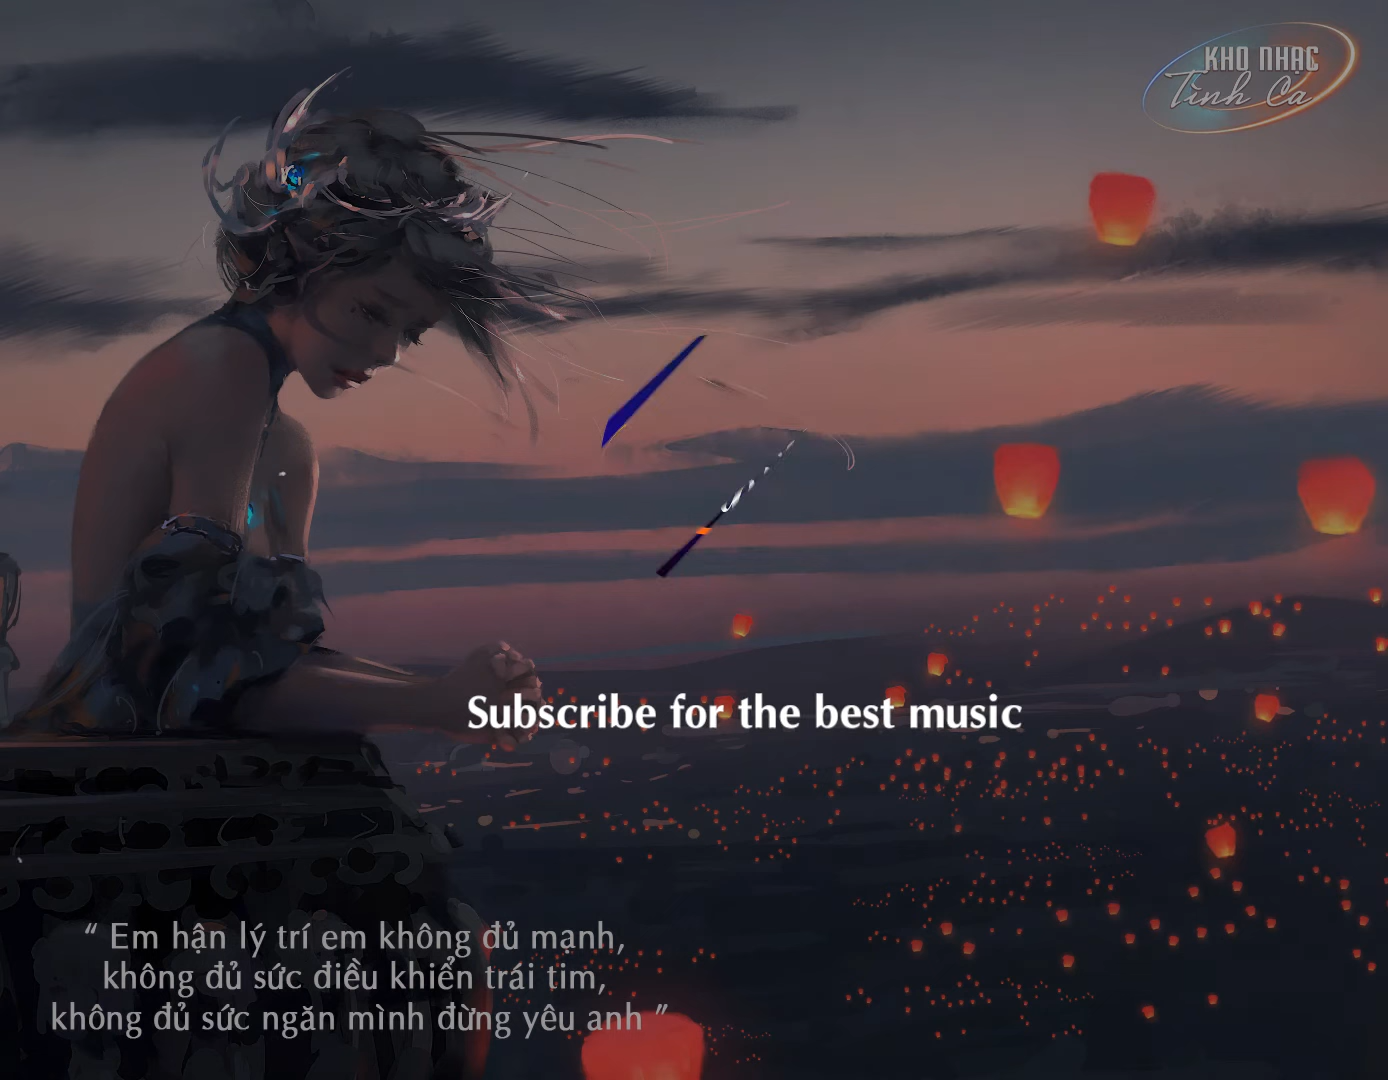 KHO NHẠC
Tình Ca
Subscribe for the best music
“ Em hận lý trí em không đủ mạnh,
không đủ sức điều khiển trái tim,
không đủ sức ngăn mình đừng yêu anh ”